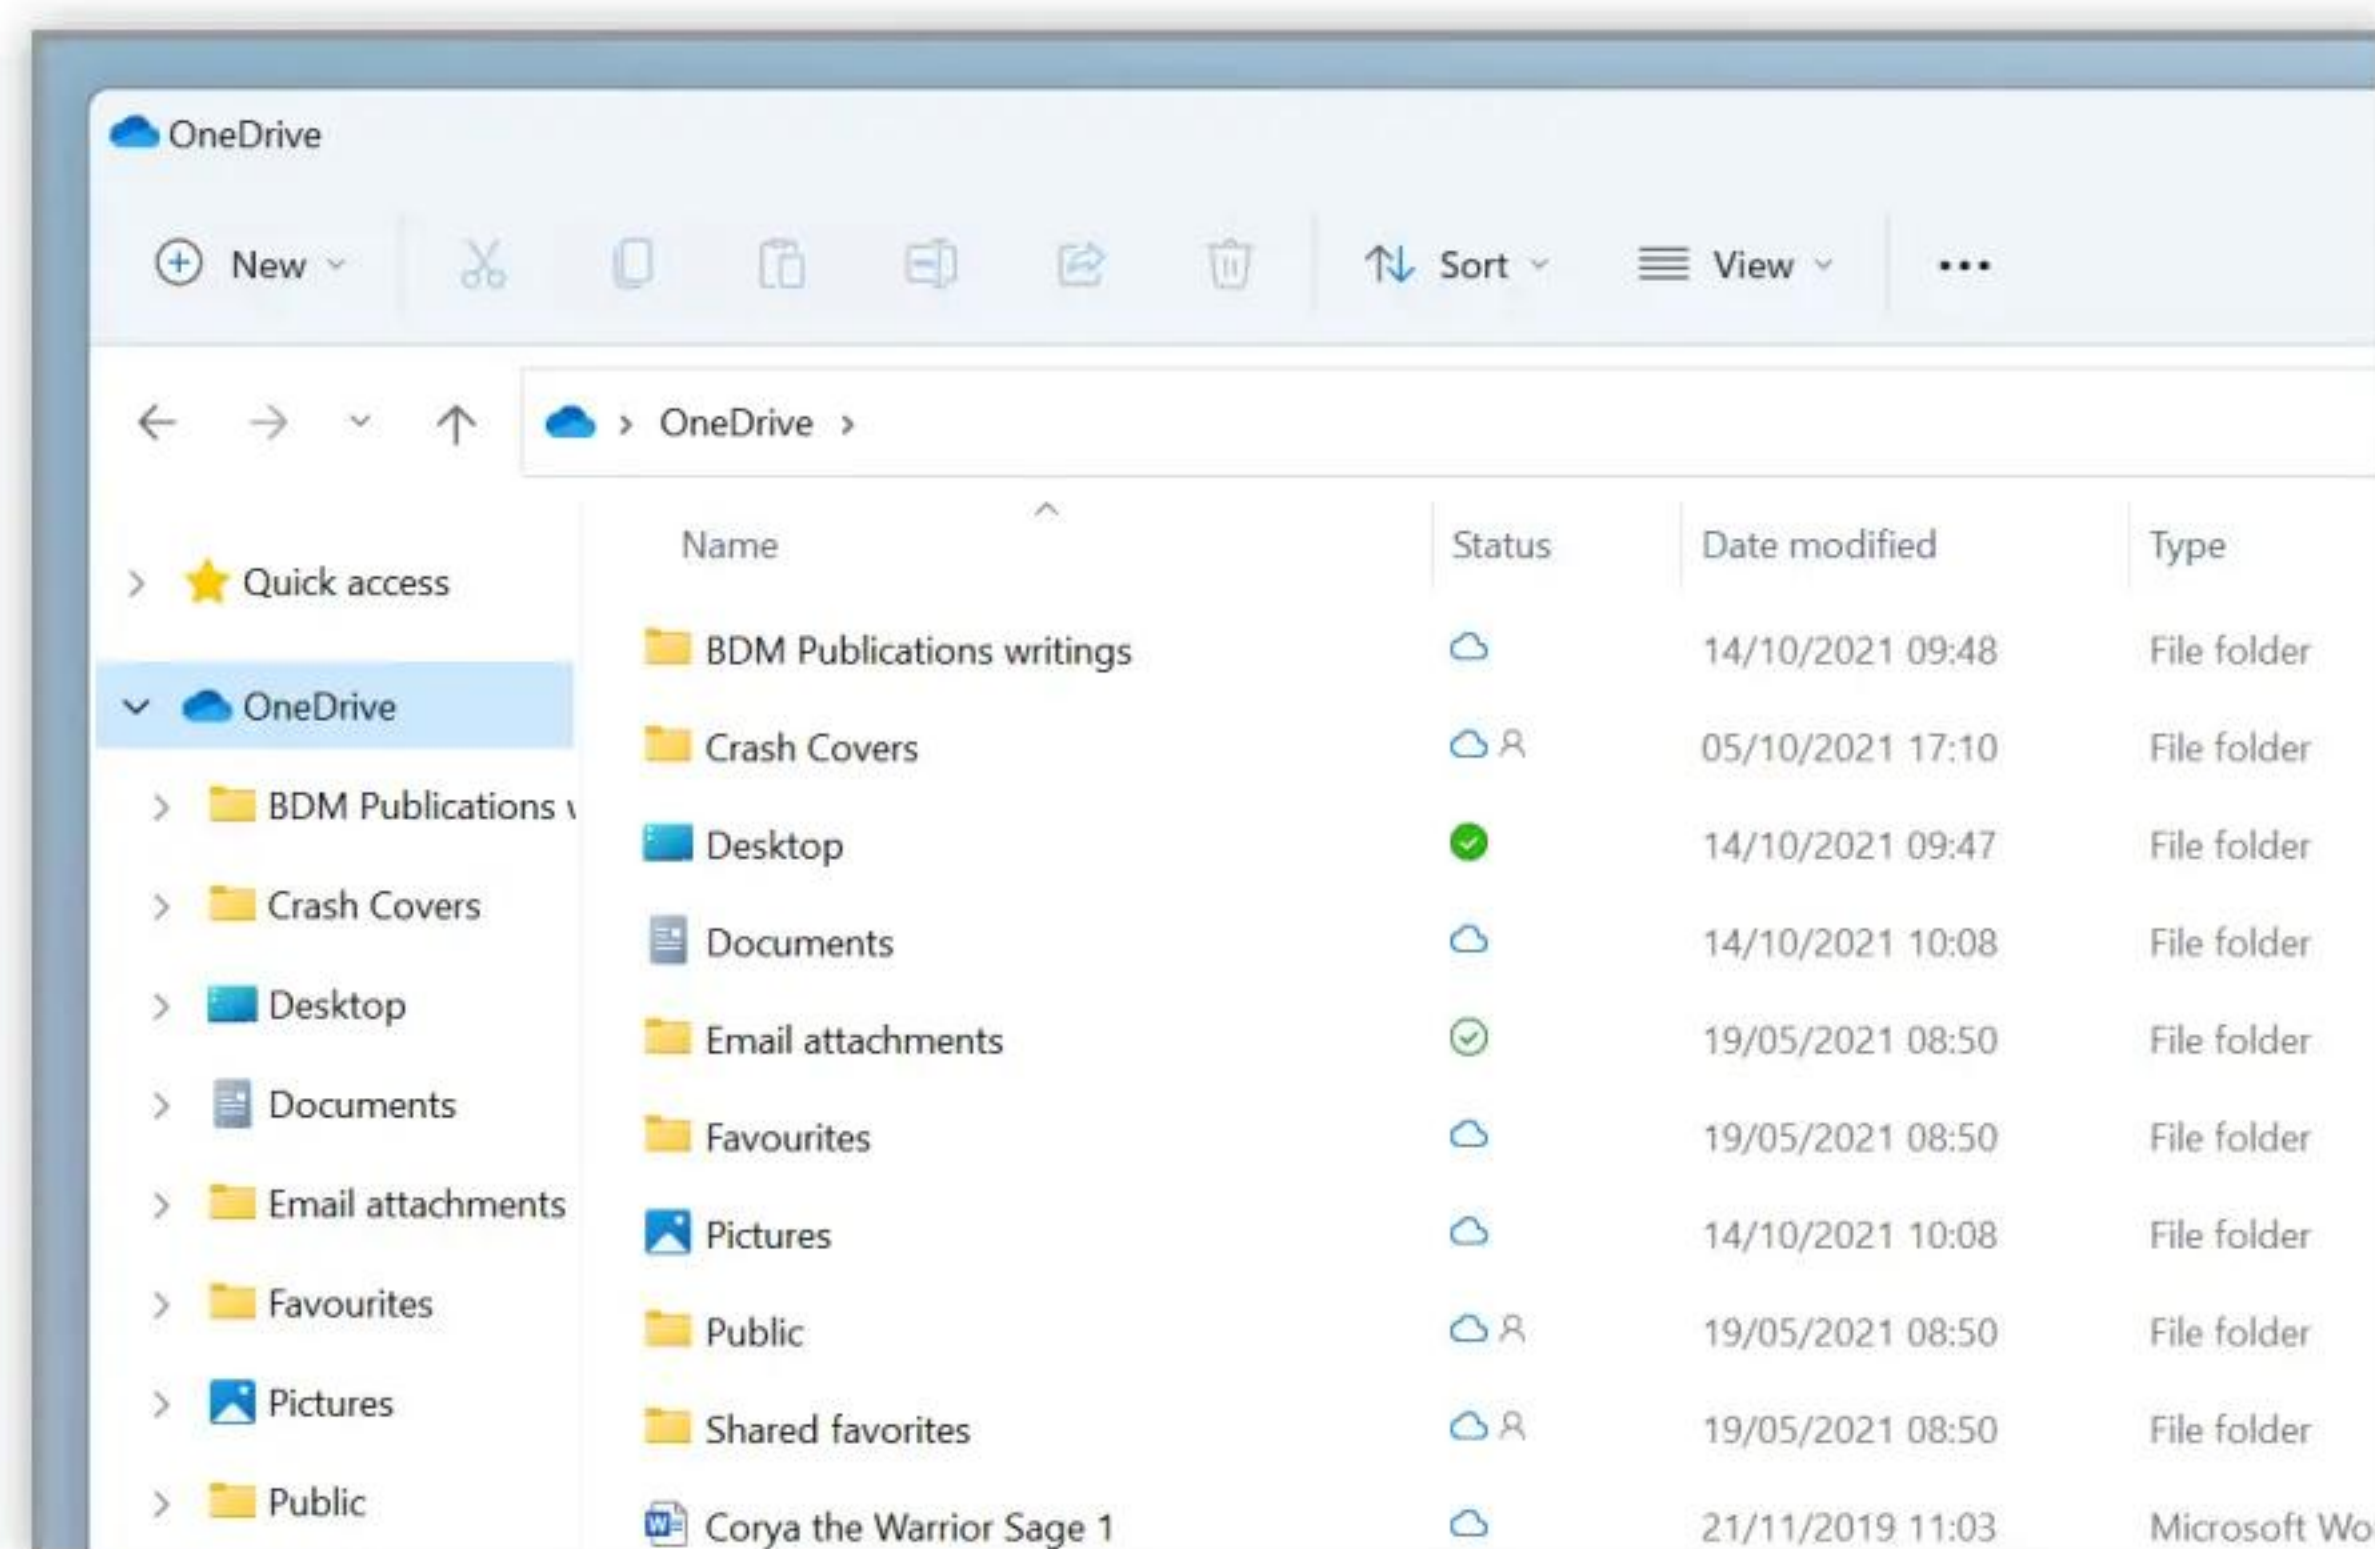 OneDrive
New Sort View
OneDrive
Name Status Date modified Type
Quick access
OneDrive
BDM Publications
Crash Covers
Desktop
Documents
Email attachments
Favourites
Pictures
Public
BDM Publications writings 14/10/2021 09:48 File folder
Crash Covers 05/10/2021 17:10 File folder
Desktop 14/10/2021 09:47 File folder
Documents 14/10/2021 10:08 File folder
Email attachments 19/05/2021 08:50 File folder
Favourites 19/05/2021 08:50 File folder
Pictures 14/10/2021 10:08 File folder
Public 19/05/2021 08:50 File folder
Shared favorites 19/05/2021 08:50 File folder
Corya the Warrior Sage 1 21/11/2019 11:03 Microsoft